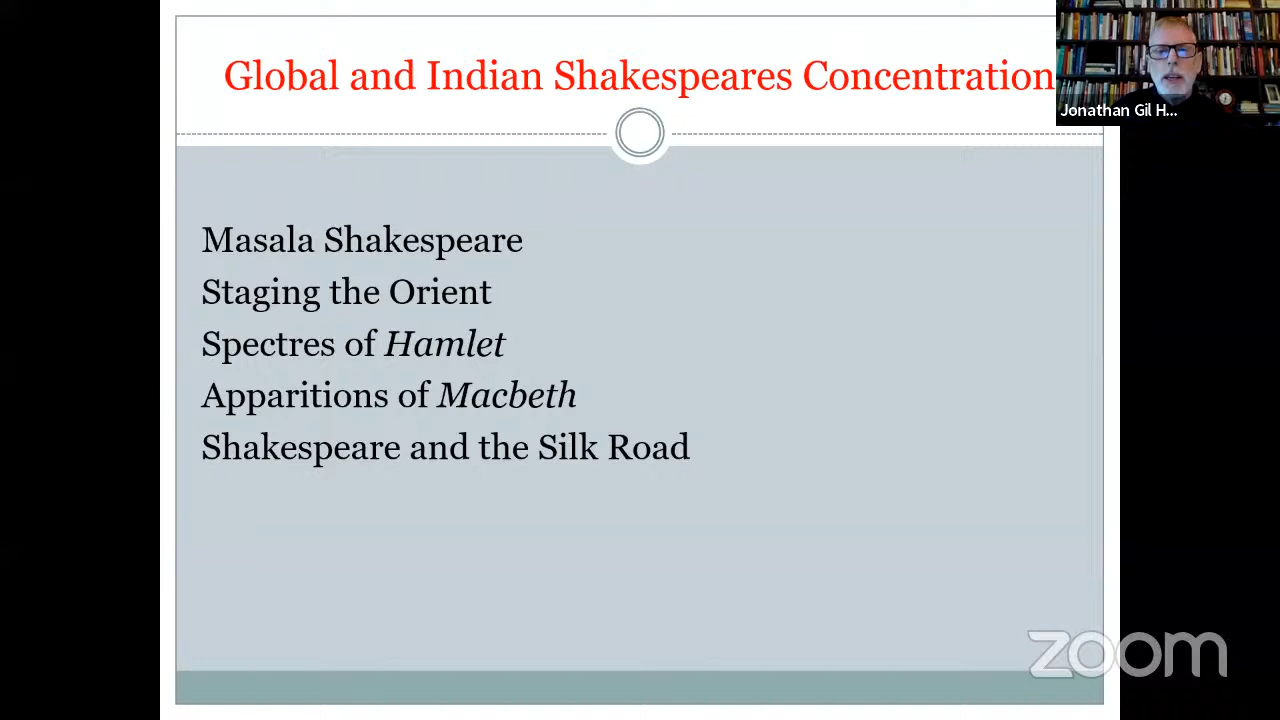 Global and Indian Shakespeares Concentration
Jonathan Gil H...
Masala Shakespeare
Staging the Orient
Spectres of Hamlet
Apparitions of Macbeth
Shakespeare and the Silk Road
zoom